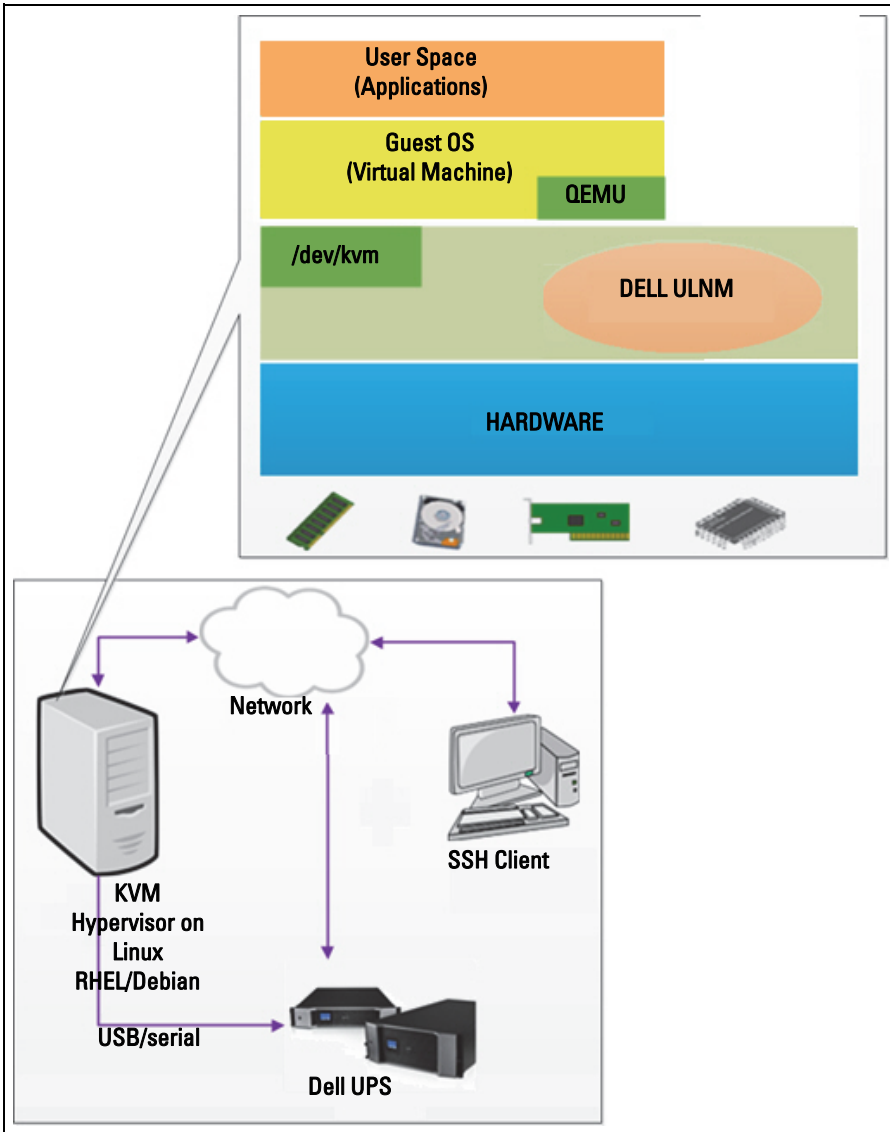 User Space
(Applications)
Guest OS
(Virtual Machine)
QEMU
/dev/kvm
DELL ULNM
HARDWARE
Network
SSH Client
KVM
Hypervisor on
Linux
RHEL/Debian
USB/serial
Dell UPS